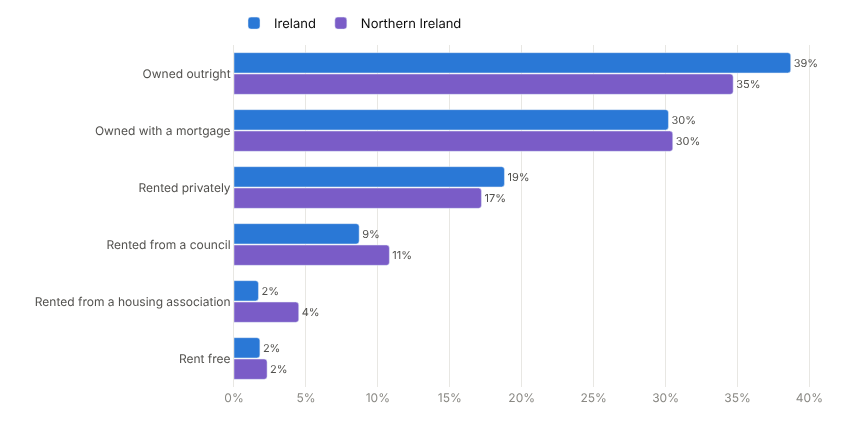 Ireland Northern Ireland
Owned outright 39%
35%
Owned with a mortgage 30%
30%
Rented privately 19%
17%
Rented from a council 9%
11%
Rented from a housing association 2%
4%
Rent free 2%
2%
0% 5% 10% 15% 20% 25% 30% 35% 40%